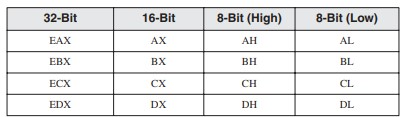 32-Bit 16-Bit 8-Bit (High) 8-Bit (Low)
EAX AX AH AL
EBX BX BH BL
ECX CX CH CL
EDX DX DH DL